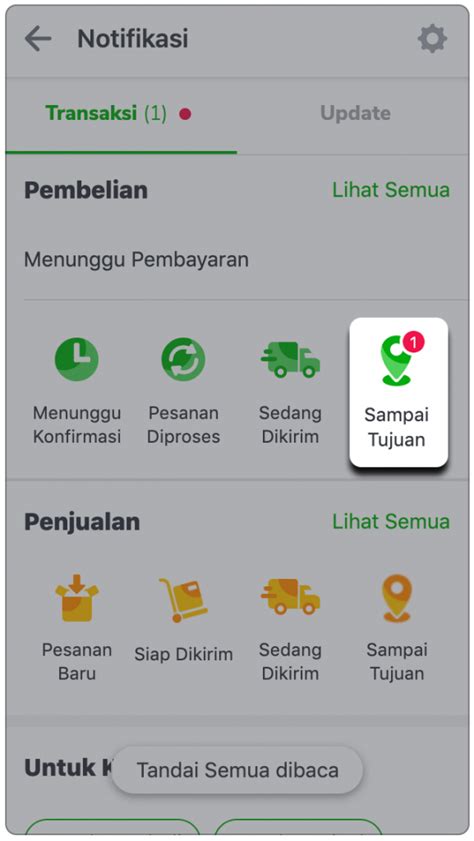 Notifikasi
Transaksi (1)
Update
Pembelian
Lihat Semua
Menunggu Pembayaran
1
Menunggu
Konfirmasi
Pesanan
Diproses
Sedang
Dikirim
Sampai
Tujuan
Penjualan
Lihat Semua
Pesanan
Baru
Siap Dikirim
Sedang
Dikirim
Sampai
Tujuan
Untuk
Tandai Semua dibaca